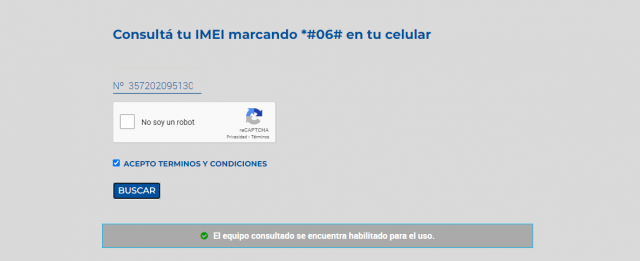 Consultá tu IMEI marcando *#06# en tu celular
Nº 357202095130
No soy un robot
reCAPTCHA
Privacidad - Términos
ACEPTO TERMINOS Y CONDICIONES
BUSCAR
El equipo consultado se encuentra habilitado para el uso.